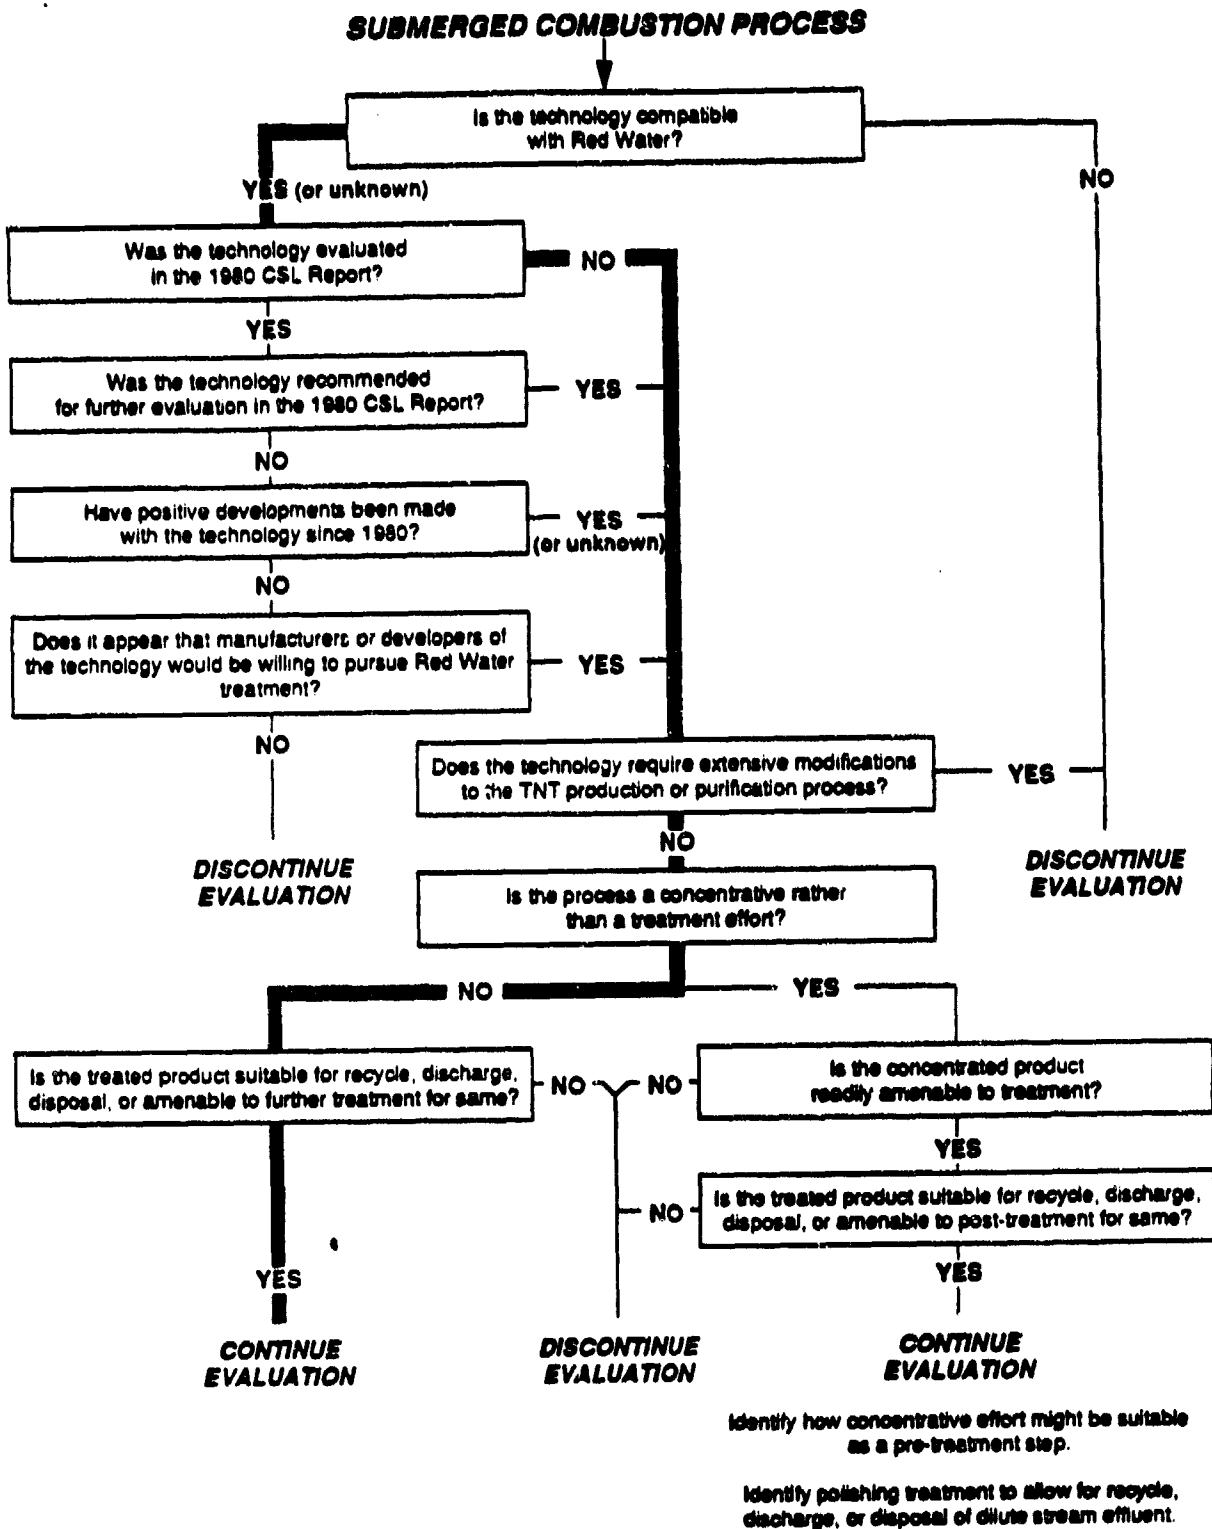 SUBMERGED COMBUSTION PROCESS
Is the technology compatible
with Red Water?
YES (or unknown)
NO
Was the technology evaluated
in the 1980 CSL Report?
NO
YES
Was the technology recommended
for further evaluation in the 1980 CSL Report?
YES
NO
Have positive developments been made
with the technology since 1980?
YES
(or unknown)
NO
Does it appear that manufacturers or developers of
the technology would be willing to pursue Red Water
treatment?
YES
NO
Does the technology require extensive modifications
to the TNT production or purification process?
YES
NO
DISCONTINUE
EVALUATION
DISCONTINUE
EVALUATION
Is the process a concentrative rather
than a treatment effort?
NO
YES
Is the treated product suitable for recycle, discharge,
disposal, or amenable to further treatment for same?
NO
NO
Is the concentrated product
readily amenable to treatment?
YES
Is the treated product suitable for recycle, discharge,
disposal, or amenable to post-treatment for same?
NO
YES
YES
CONTINUE
EVALUATION
DISCONTINUE
EVALUATION
CONTINUE
EVALUATION
Identify how concentrative effort might be suitable
as a pre-treatment step.
Identify polishing treatment to allow for recycle,
discharge, or disposal of dilute stream effluent.